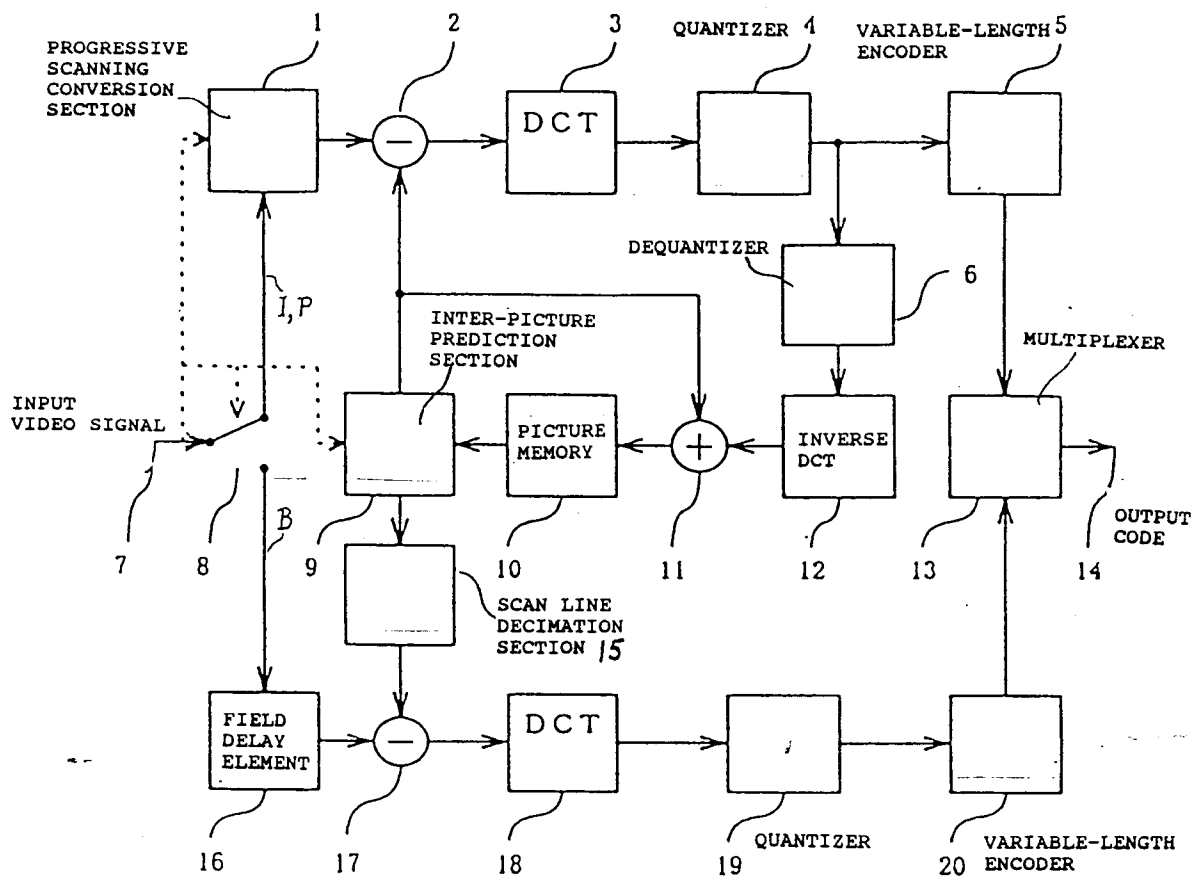 1
2
3
QUANTIZER 4
VARIABLE-LENGTH 5
ENCODER
PROGRESSIVE
SCANNING
CONVERSION
SECTION
−
DCT
DEQUANTIZER
6
I,P
INTER-PICTURE
PREDICTION
SECTION
MULTIPLEXER
INPUT
VIDEO SIGNAL
PICTURE
MEMORY
+
INVERSE
DCT
7
8
B
9
10
11
12
13
OUTPUT
CODE
14
SCAN LINE
DECIMATION
SECTION 15
FIELD
DELAY
ELEMENT
−
DCT
16
17
18
QUANTIZER
19
20
VARIABLE-LENGTH
ENCODER